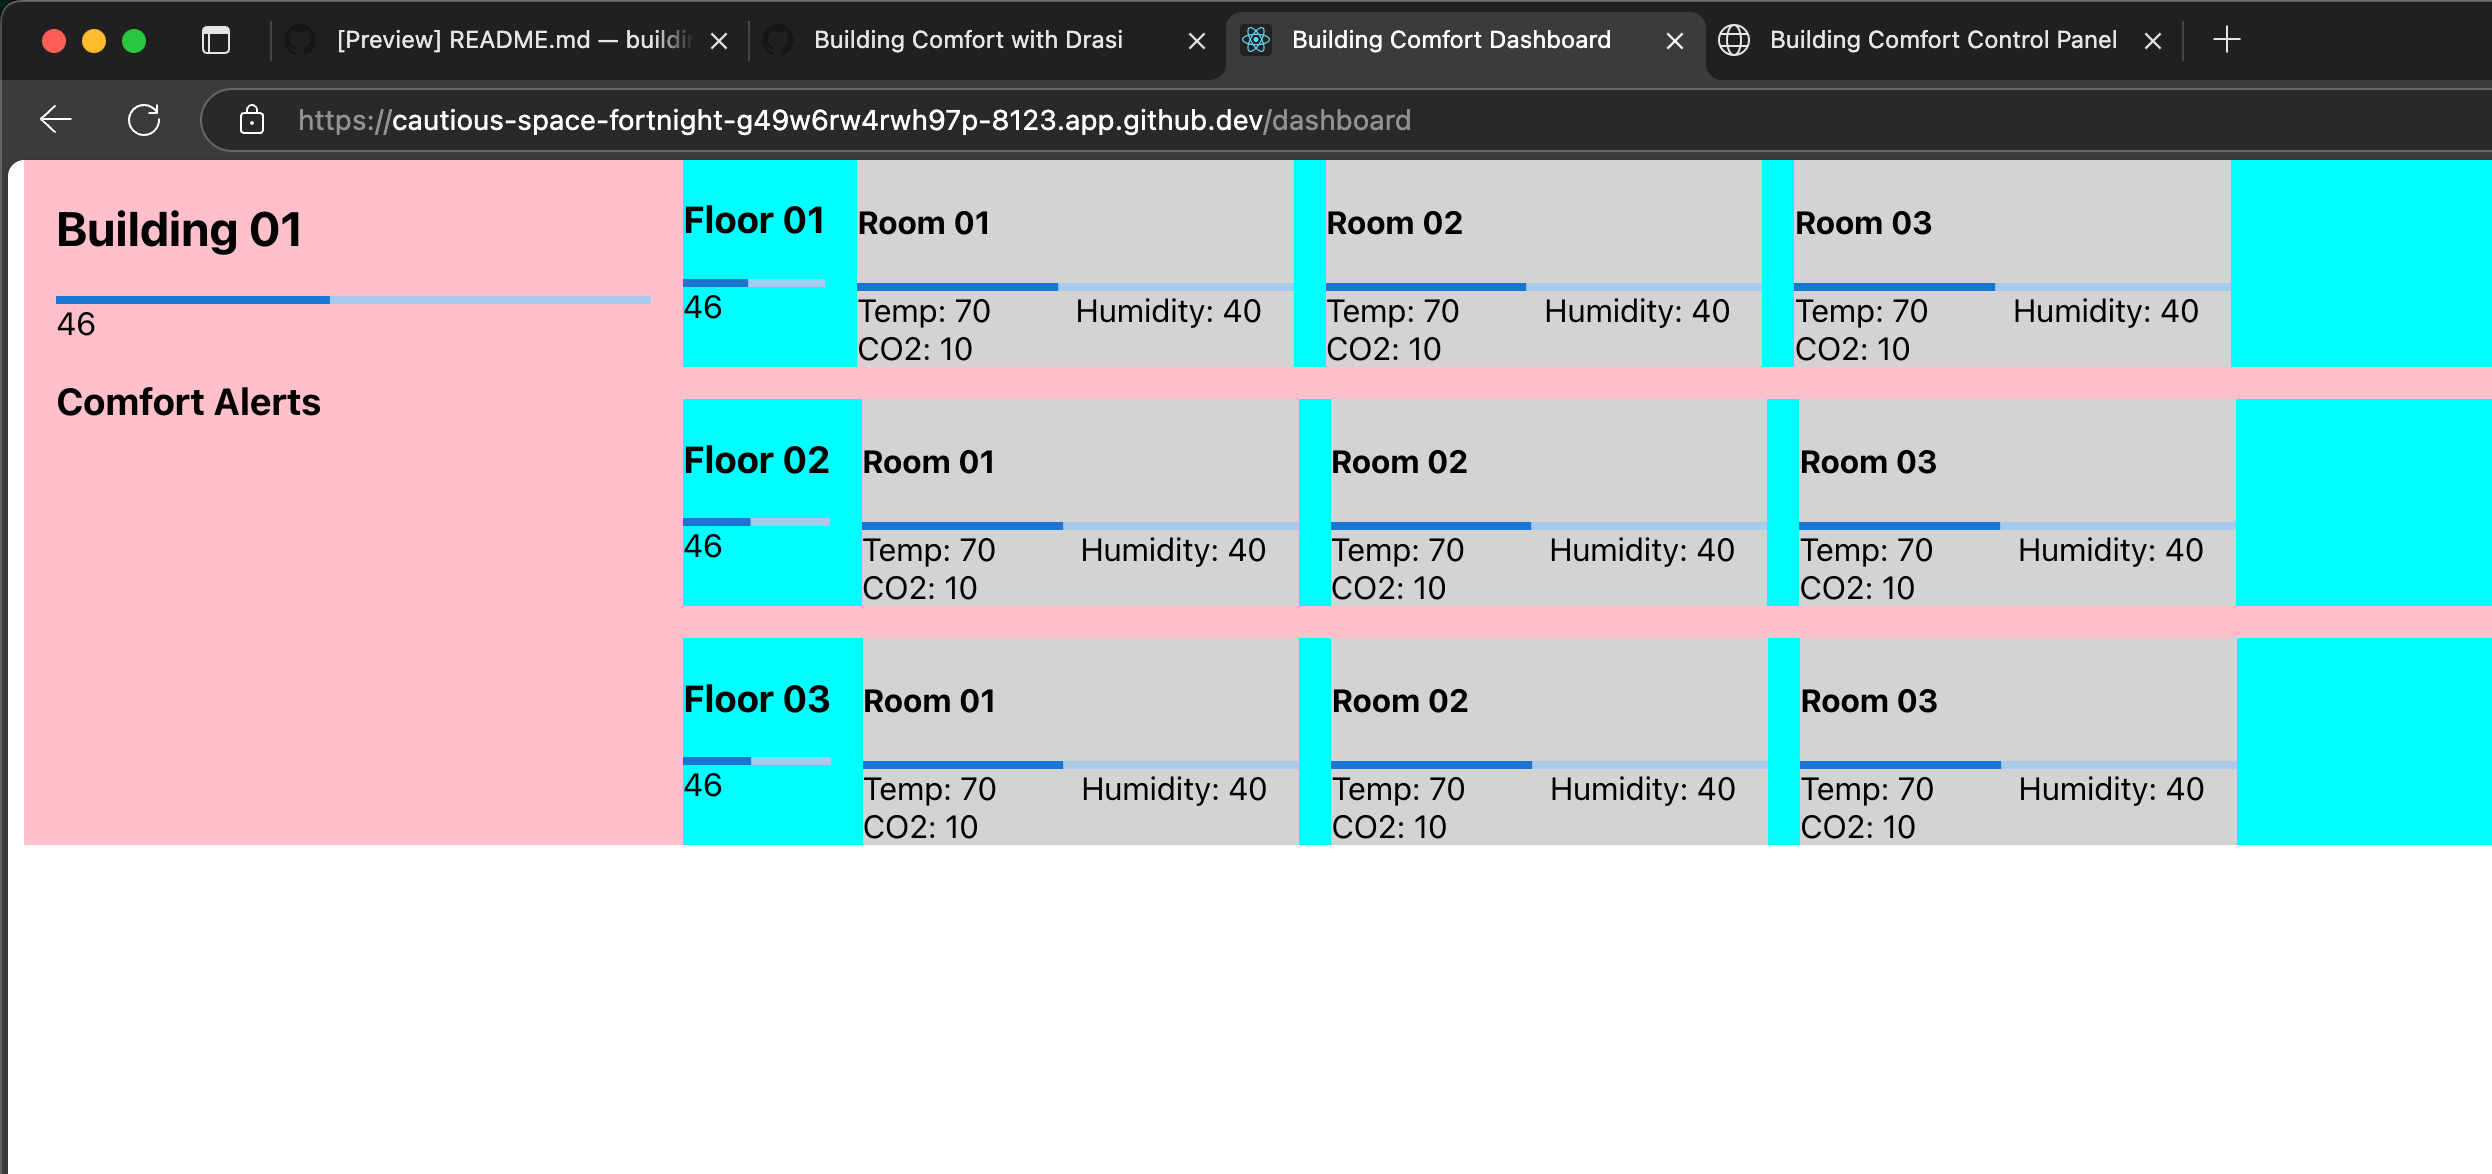 [Preview] README.md — buildin
Building Comfort with Drasi
Building Comfort Dashboard
Building Comfort Control Panel
https://cautious-space-fortnight-g49w6rw4rwh97p-8123.app.github.dev/dashboard
Building 01
46
Comfort Alerts
Floor 01
46
Room 01
Temp: 70 Humidity: 40
CO2: 10
Room 02
Temp: 70 Humidity: 40
CO2: 10
Room 03
Temp: 70 Humidity: 40
CO2: 10
Floor 02
46
Room 01
Temp: 70 Humidity: 40
CO2: 10
Room 02
Temp: 70 Humidity: 40
CO2: 10
Room 03
Temp: 70 Humidity: 40
CO2: 10
Floor 03
46
Room 01
Temp: 70 Humidity: 40
CO2: 10
Room 02
Temp: 70 Humidity: 40
CO2: 10
Room 03
Temp: 70 Humidity: 40
CO2: 10